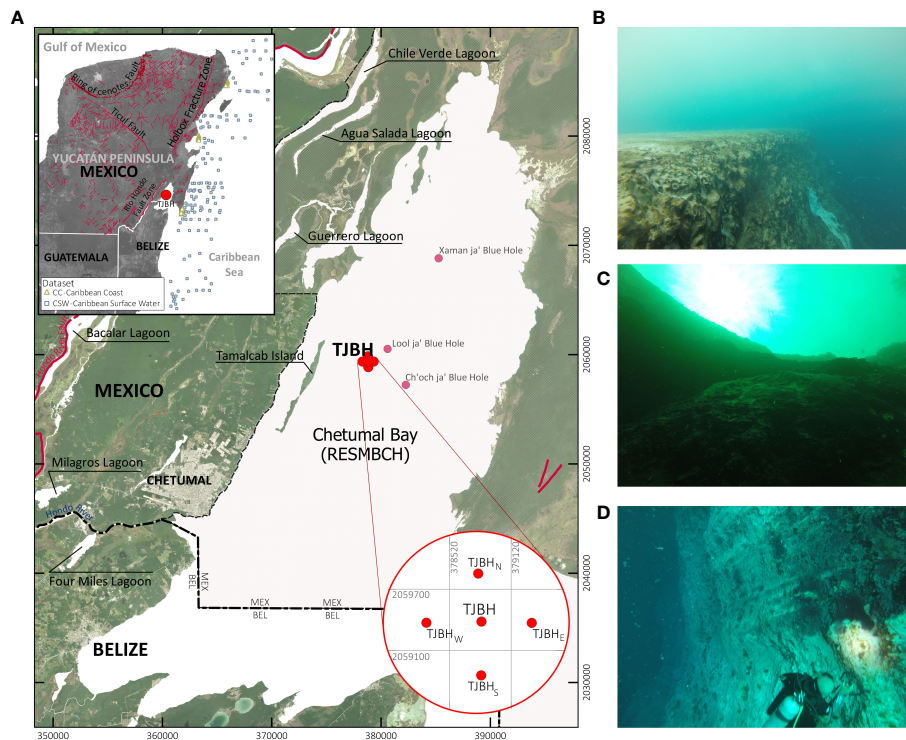 A
B
C
D
Gulf of Mexico
Ring of cenotes Fault
Holbox Fracture Zone
Ticul Fault
YUCATÁN PENINSULA
MEXICO
Río Hondo
Fault Zone
TJBH
BELIZE
GUATEMALA
Caribbean
Sea
Dataset
CC-Caribbean Coast
CSW-Caribbean Surface Water
Chile Verde Lagoon
Agua Salada Lagoon
Guerrero Lagoon
Xaman ja' Blue Hole
Bacalar Lagoon
Tamalcab Island
TJBH
Lool ja' Blue Hole
Ch'och ja' Blue Hole
MEXICO
Chetumal Bay
(RESMBCH)
Milagros Lagoon
CHETUMAL
Hondo River
Four Miles Lagoon
MEX
BEL
MEX
BEL
MEX
BEL
BELIZE
378520
379120
2059700
2059100
TJBHN
TJBH
TJBHW
TJBHE
TJBHS
2080000
2070000
2060000
2050000
2040000
2030000
350000
360000
370000
380000
390000